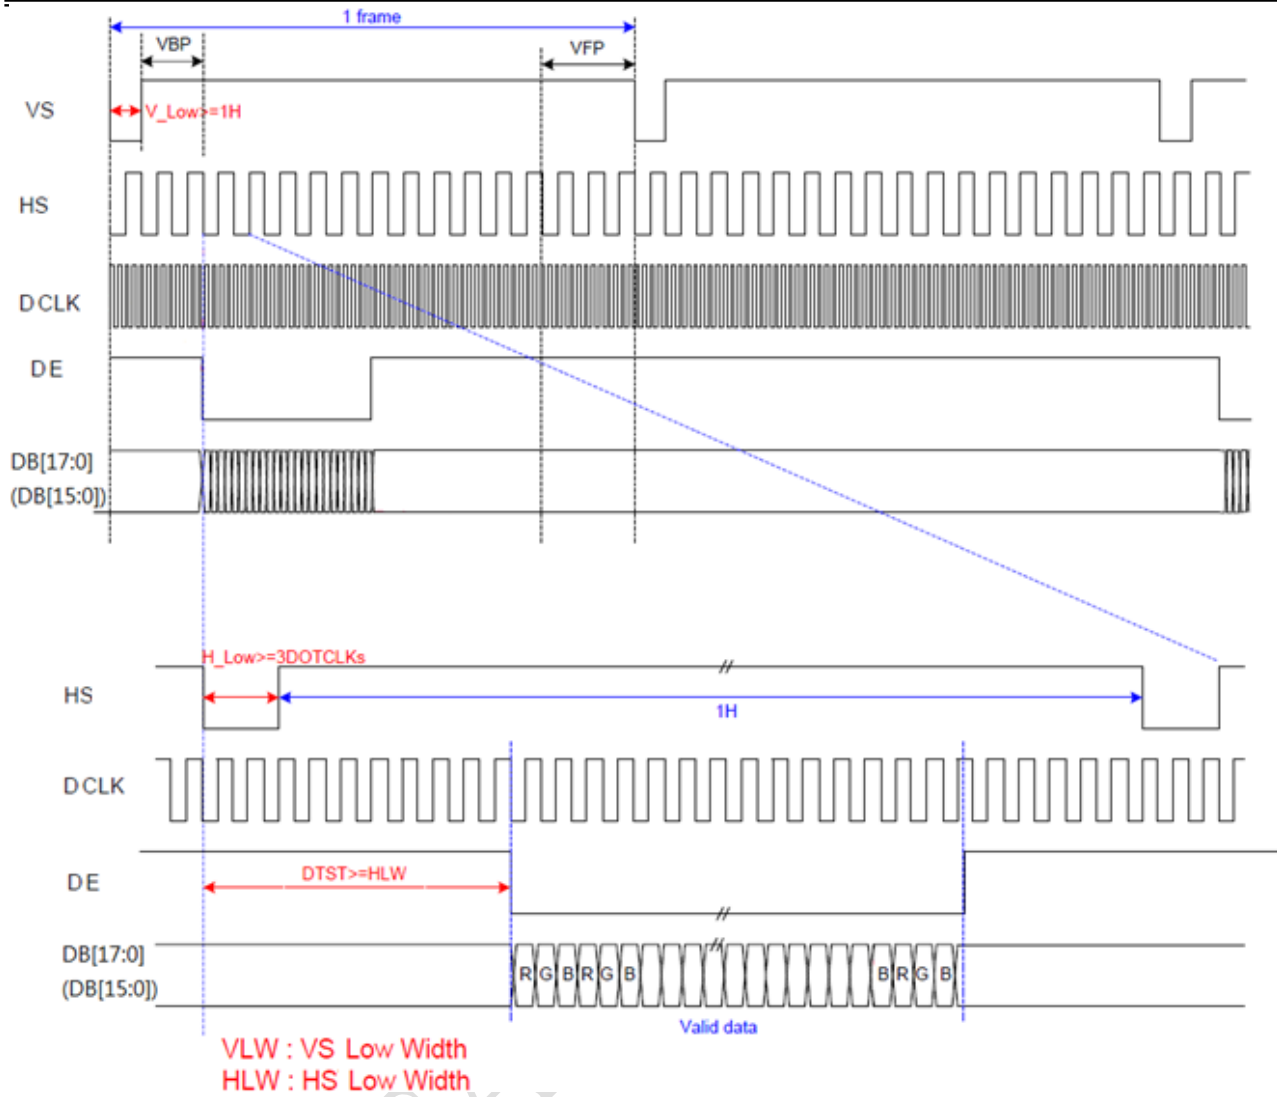 1 frame
VBP
VFP
VS
V_Low>=1H
HS
DCLK
DE
DB[17:0]
(DB[15:0])
H_Low>=3DOTCLKs
HS
1H
DCLK
DTST>=HLW
DE
DB[17:0]
R G B R G B B R G B
(DB[15:0])
Valid data
VLW : VS Low Width
HLW : HS Low Width